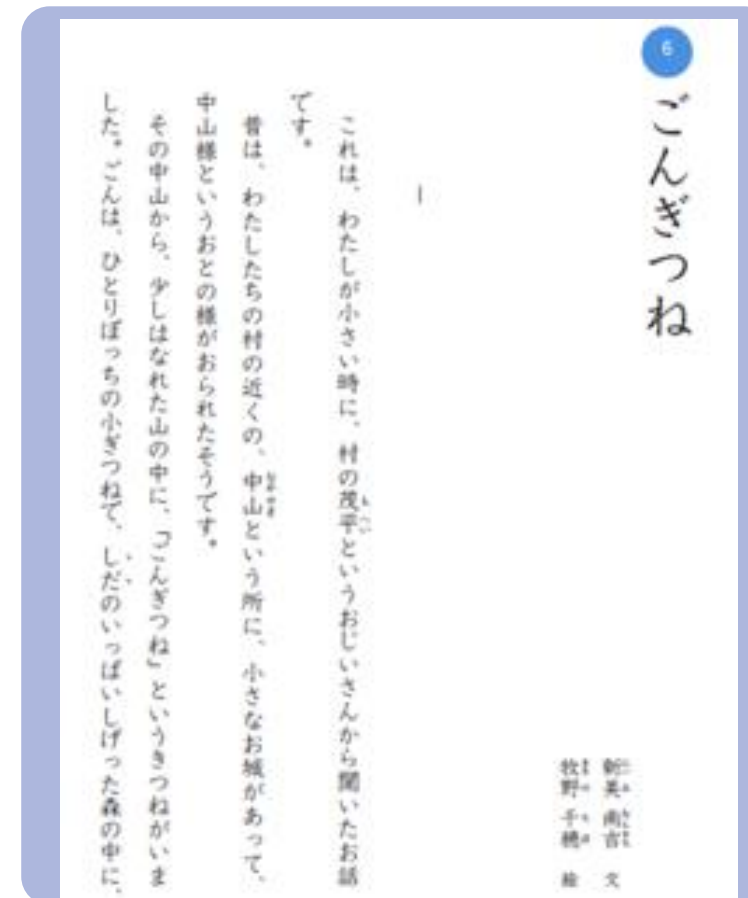 6
ごんぎつね
新美 南吉 文
牧野 千穂 絵
一
これは、わたしが小さい時に、村の茂平というおじいさんから聞いたお話
です。
昔は、わたしたちの村の近くの、中山という所に、小さなお城があって、
中山様というおとの様がおられたそうです。
その中山から、少しはなれた山の中に、「ごんぎつね」というきつねがいま
した。ごんは、ひとりぼっちの小ぎつねで、しだのいっぱいしげった森の中に、